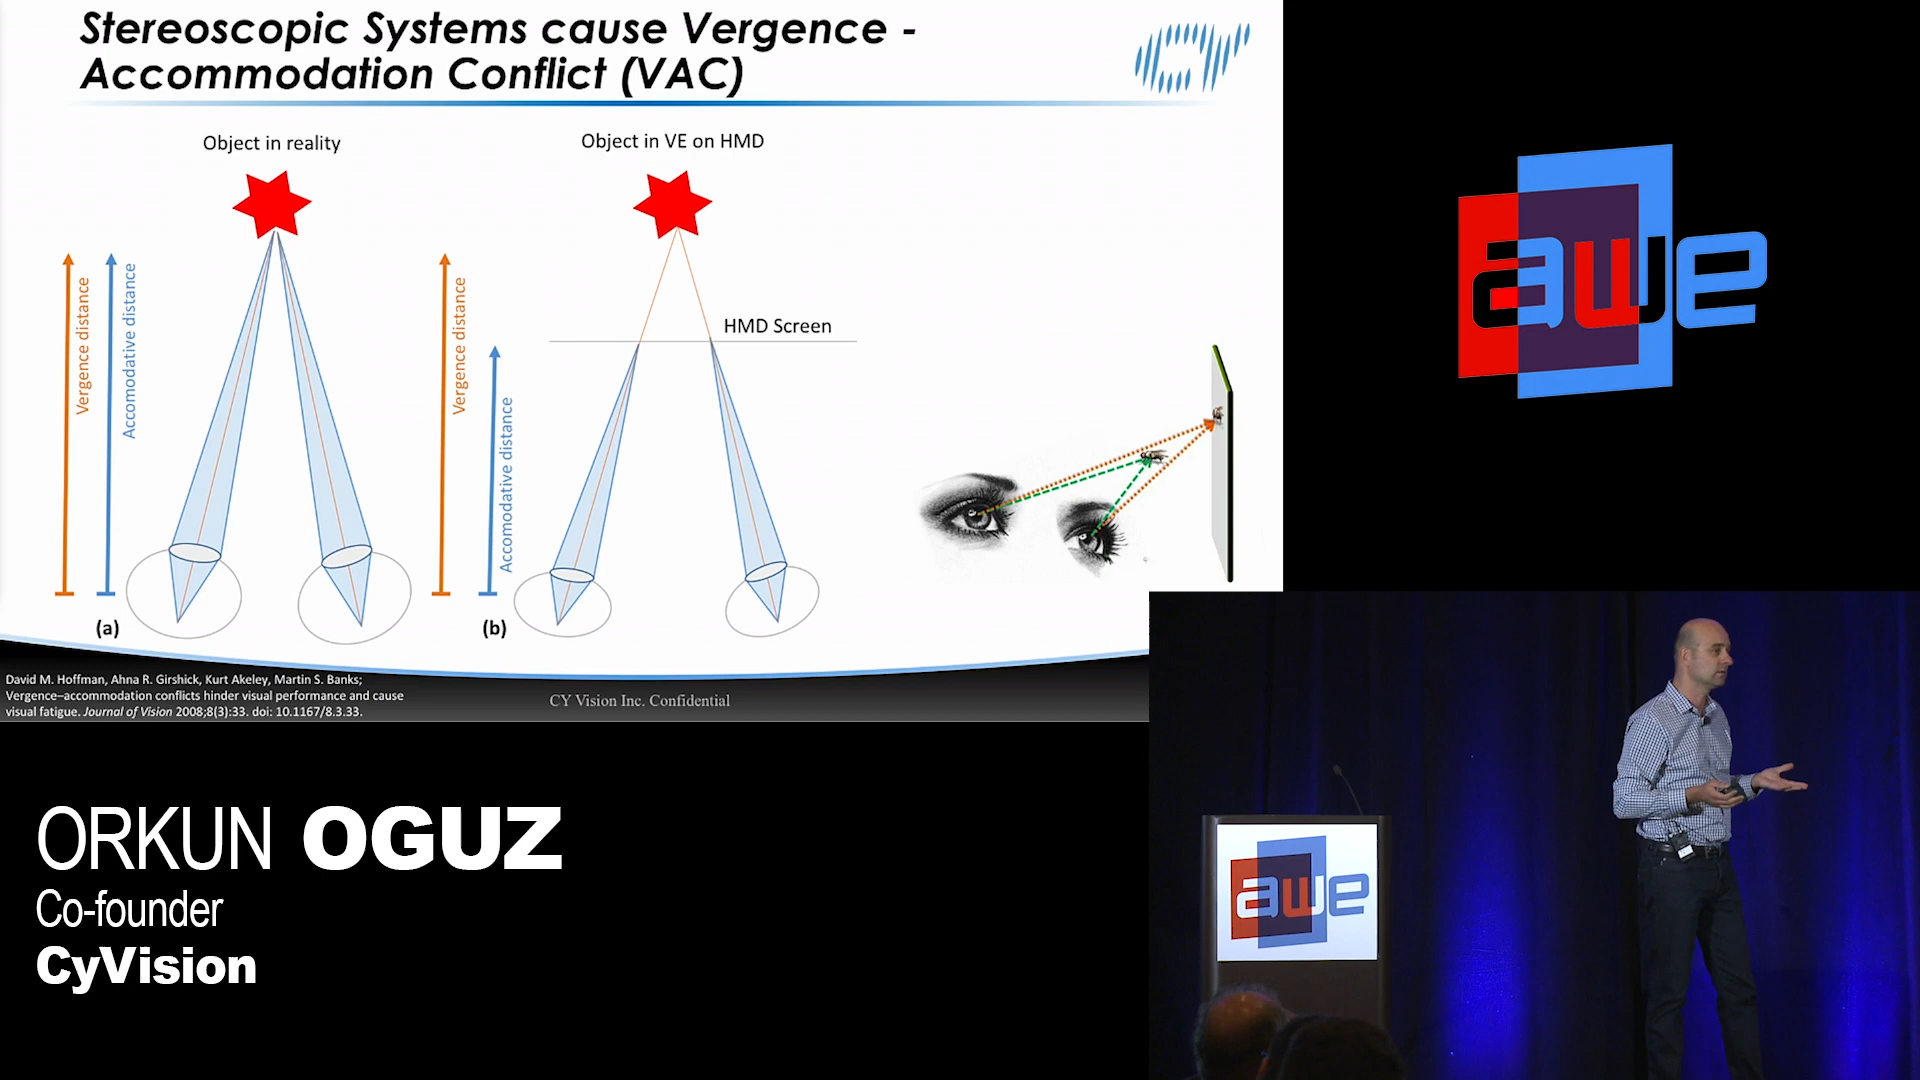 Stereoscopic Systems cause Vergence -
Accommodation Conflict (VAC)
CY
Object in reality
Object in VE on HMD
Vergence distance
Accomodative distance
Vergence distance
Accomodative distance
HMD Screen
(a)
(b)
David M. Hoffman, Ahna R. Girshick, Kurt Akeley, Martin S. Banks;
Vergence–accommodation conflicts hinder visual performance and cause
visual fatigue. Journal of Vision 2008;8(3):33. doi: 10.1167/8.3.33.
CY Vision Inc. Confidential
awe
awe
ORKUN OGUZ
Co-founder
CyVision